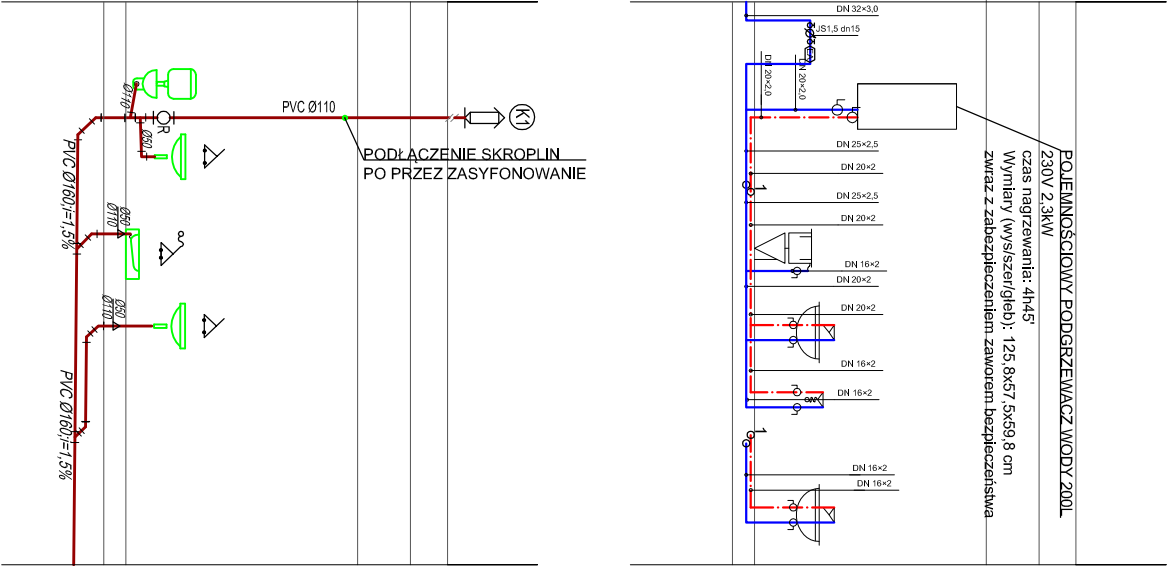 PVC Ø110
K1
PODŁĄCZENIE SKROPLIN
PO PRZEZ ZASYFONOWANIE
R
Ø110
Ø50
PVC Ø160;i=1,5%
Ø50
Ø110
Ø50
Ø110
PVC Ø160;i=1,5%
DN 32×3,0
JS1,5 dn15
DN 20×2,0
DN 20×2,0
DN 25×2,5
DN 20×2
1
DN 25×2,5
DN 20×2
DN 16×2
DN 20×2
DN 20×2
DN 16×2
DN 16×2
1
DN 16×2
DN 16×2
POJEMNOŚCIOWY PODGRZEWACZ WODY 200L
230V 2,3kW
czas nagrzewania: 4h45'
Wymiary (wys/szer/głęb): 125,8x57,5x59,8 cm
zwraz z zabezpieczeniem zaworem bezpieczeństwa